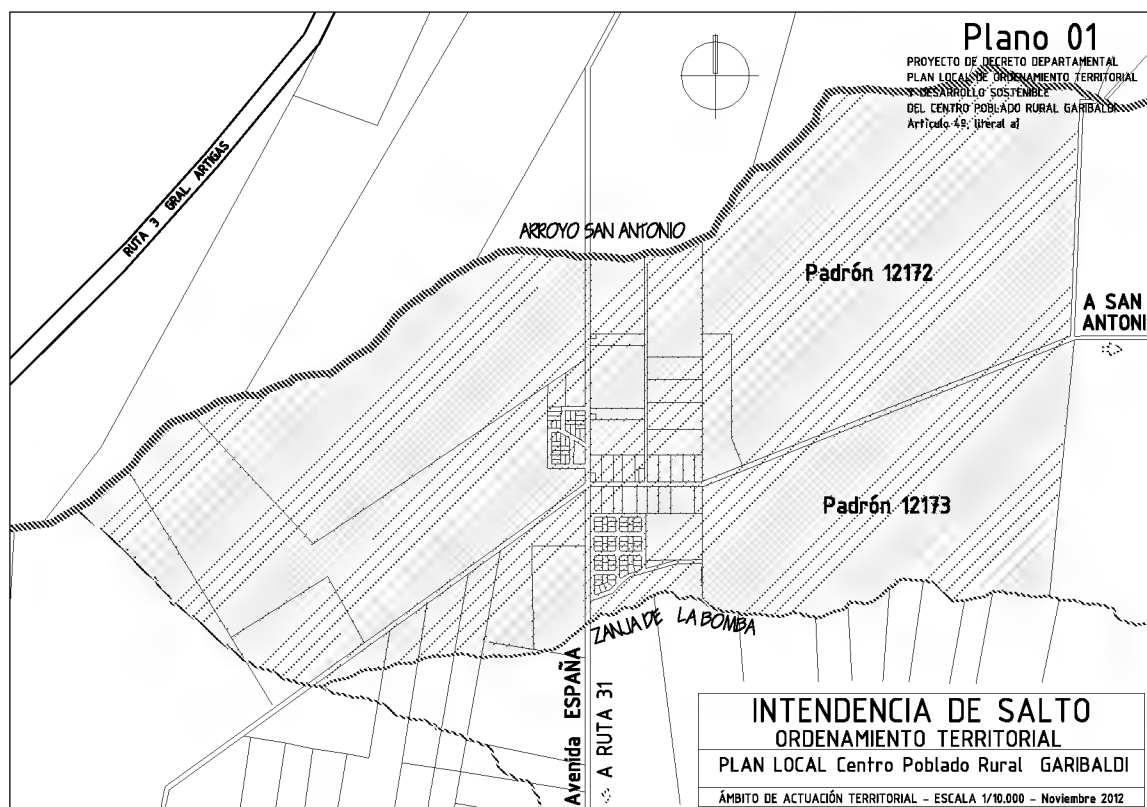 Plano 01
PROYECTO DE DECRETO DEPARTAMENTAL
PLAN LOCAL DE ORDENAMIENTO TERRITORIAL
Y DESARROLLO SOSTENIBLE
DEL CENTRO POBLADO RURAL GARIBALDI
Artículo 4º, literal a)
RUTA 3 GRAL ARTIGAS
ARROYO SAN ANTONIO
Padrón 12172
A SAN
ANTONI
Padrón 12173
ZANJA DE LA BOMBA
Avenida ESPAÑA
A RUTA 31
INTENDENCIA DE SALTO
ORDENAMIENTO TERRITORIAL
PLAN LOCAL Centro Poblado Rural GARIBALDI
ÁMBITO DE ACTUACIÓN TERRITORIAL - ESCALA 1/10.000 - Noviembre 2012